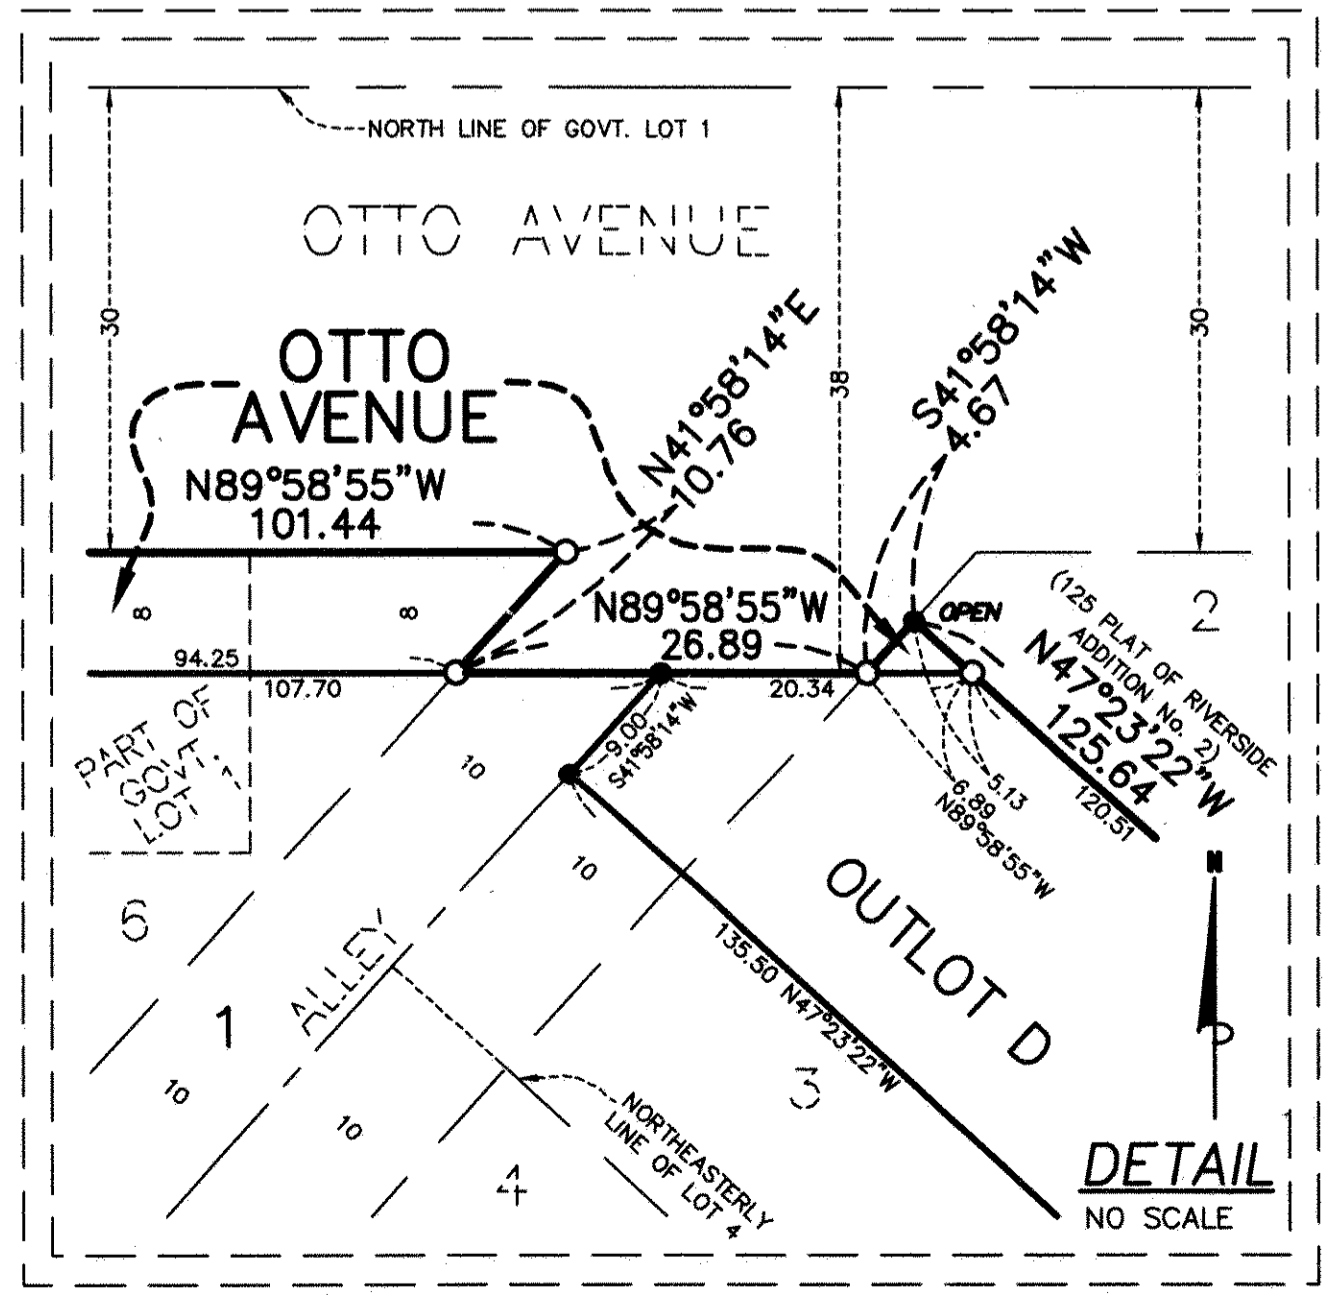 NORTH LINE OF GOVT. LOT 1
OTTO AVENUE
30
38
30
OTTO
AVENUE
N41°58'14"E
10.76
S41°58'14"W
4.67
N89°58'55"W
101.44
8
8
N89°58'55"W
26.89
OPEN
2
(125 PLAT OF RIVERSIDE
ADDITION No. 2)
N47°23'22"W
125.64
120.51
94.25
107.70
20.34
9.00
S41°58'14"W
PART OF
GOVT.
LOT 1
10
5.13
6.89
N89°58'55"W
10
6
ALLEY
1
OUTLOT D
135.50 N47°23'22"W
N
10
10
3
4
NORTHEASTERLY
LINE OF LOT 4
DETAIL
NO SCALE